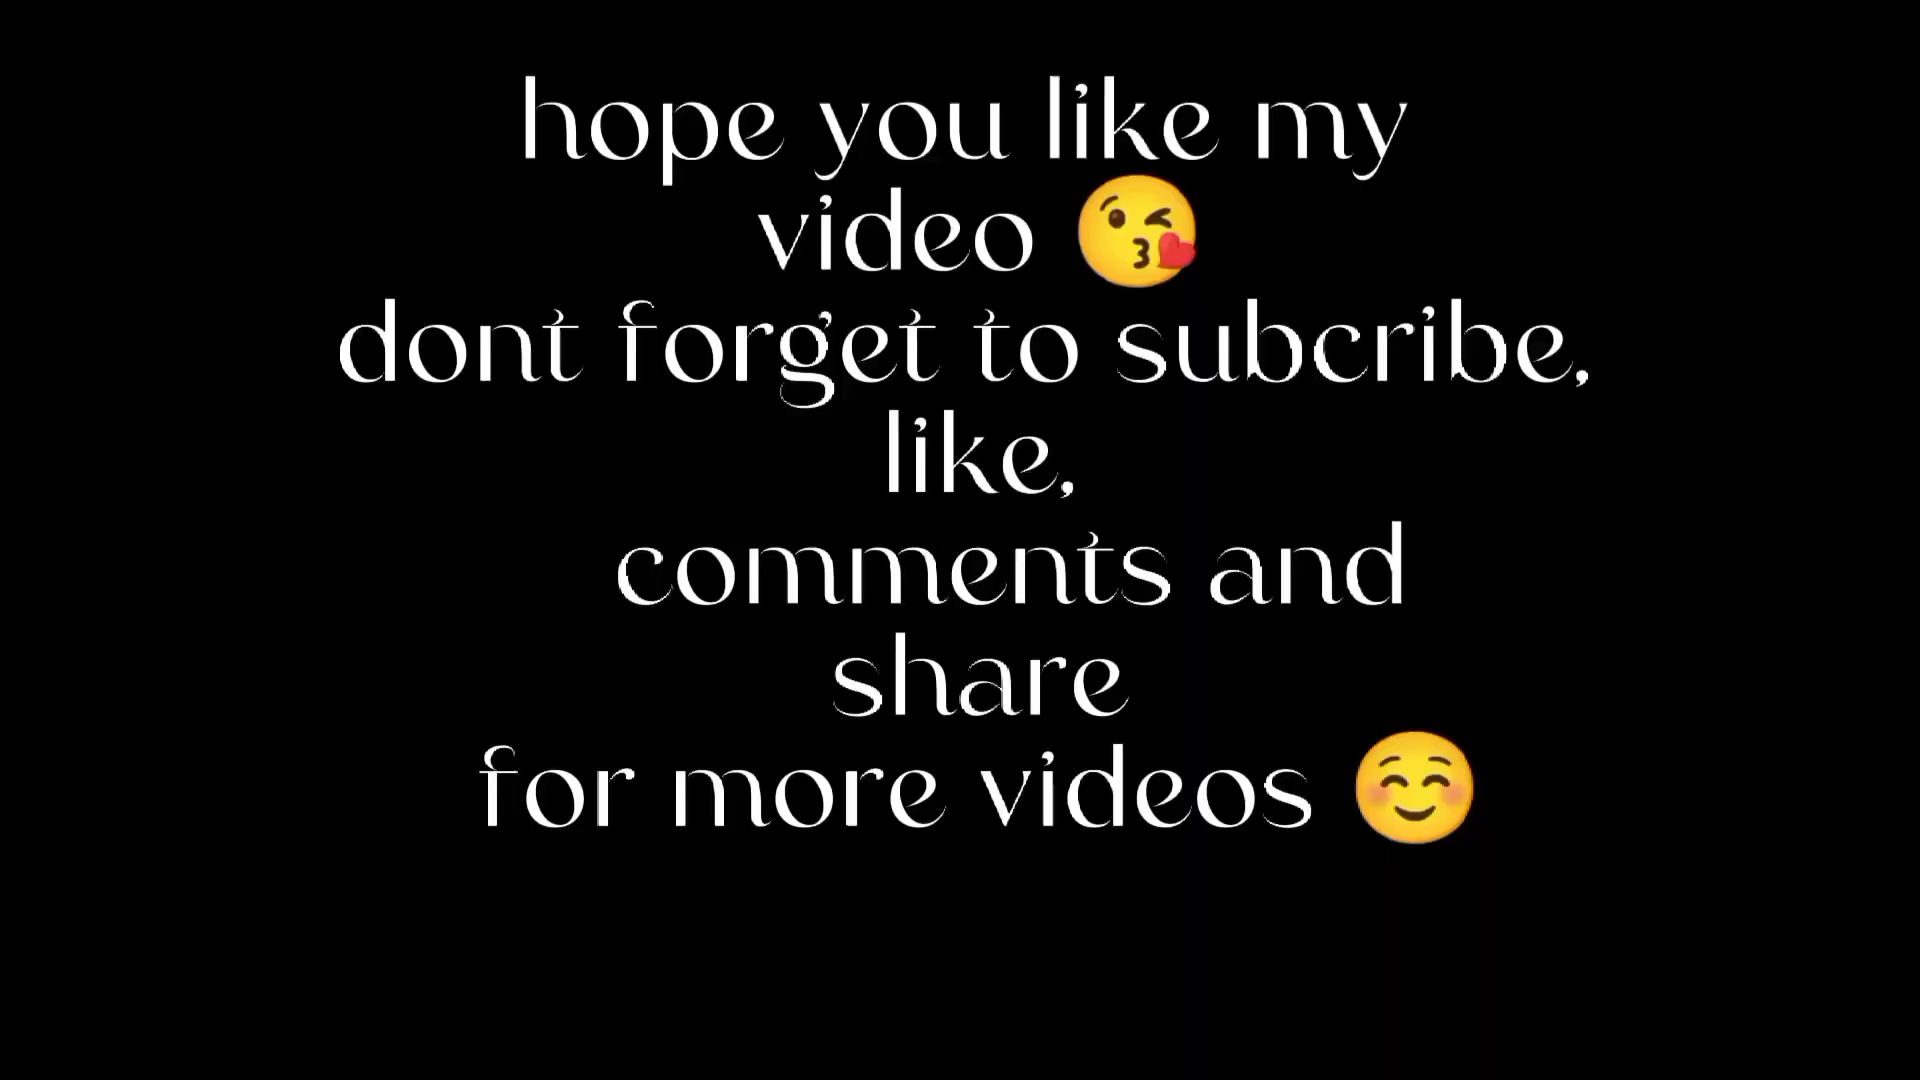 hope you like my
video 😘
dont forget to subcribe,
like,
comments and
share
for more videos ☺️